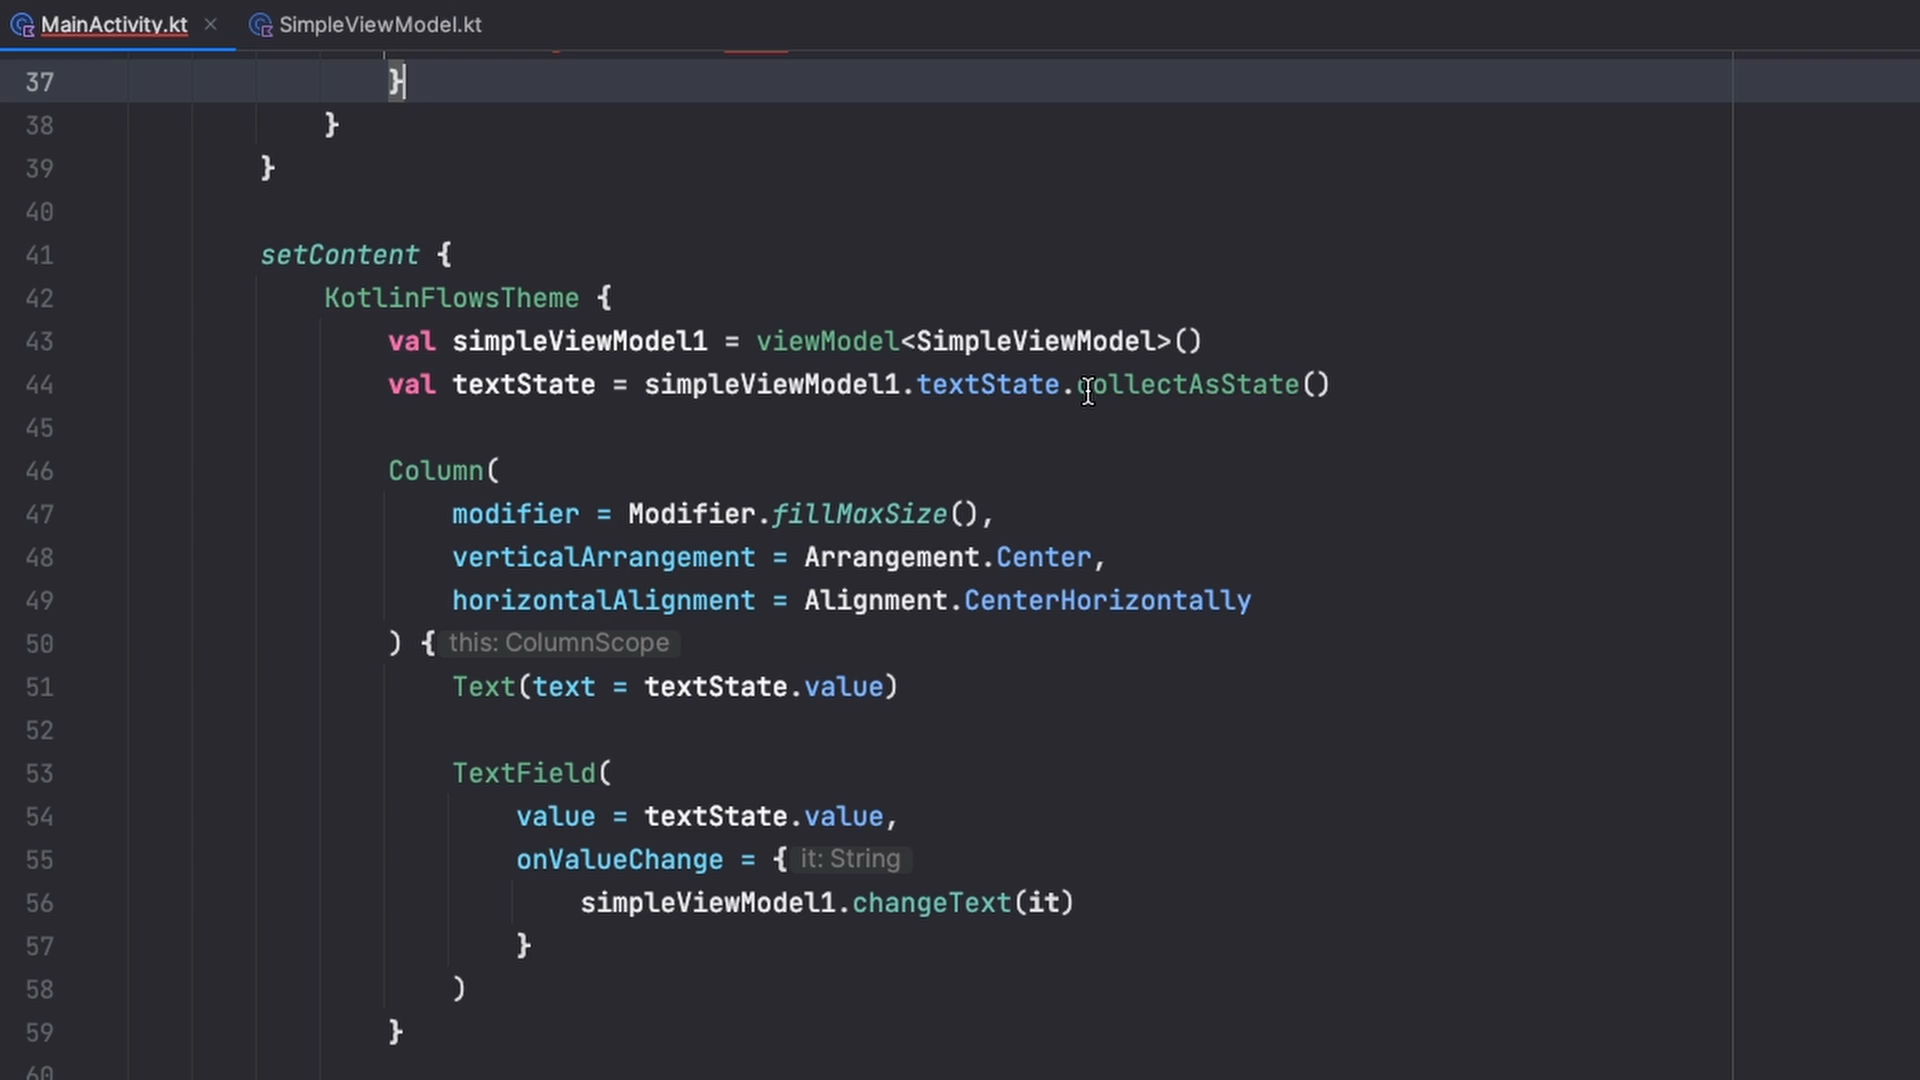 MainActivity.kt
SimpleViewModel.kt
37 }
38 }
39 }
40
41 setContent {
42 KotlinFlowsTheme {
43 val simpleViewModel1 = viewModel<SimpleViewModel>()
44 val textState = simpleViewModel1.textState.collectAsState()
45
46 Column(
47 modifier = Modifier.fillMaxSize(),
48 verticalArrangement = Arrangement.Center,
49 horizontalAlignment = Alignment.CenterHorizontally
50 ) { this: ColumnScope
51 Text(text = textState.value)
52
53 TextField(
54 value = textState.value,
55 onValueChange = { it: String
56 simpleViewModel1.changeText(it)
57 }
58 )
59 }
60